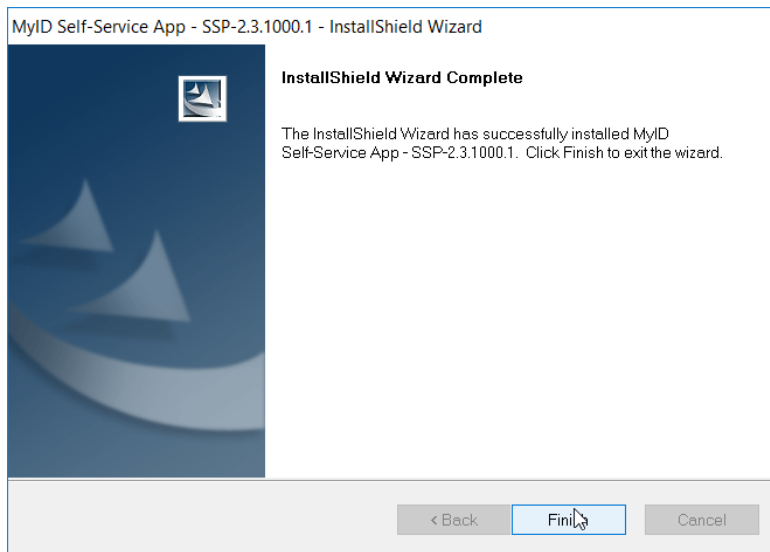 MyID Self-Service App - SSP-2.3.1000.1 - InstallShield Wizard
InstallShield Wizard Complete
The InstallShield Wizard has successfully installed MyID
Self-Service App - SSP-2.3.1000.1. Click Finish to exit the wizard.
< Back
Finish
Cancel